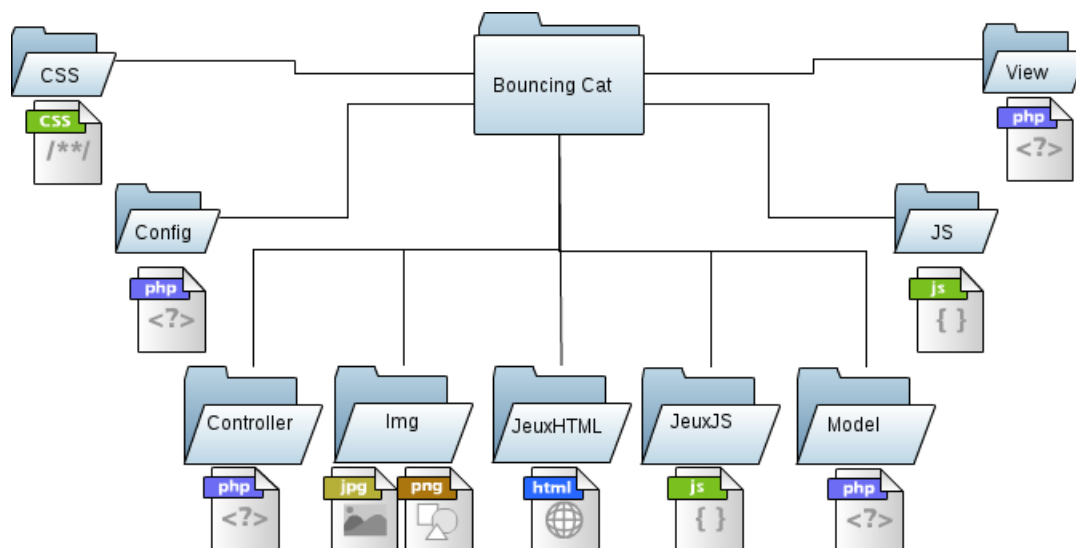 Bouncing Cat
CSS
CSS
/**/
View
php
<?>
Config
php
<?>
JS
js
{ }
Controller
php
<?>
Img
jpg
png
JeuxHTML
html
JeuxJS
js
{ }
Model
php
<?>